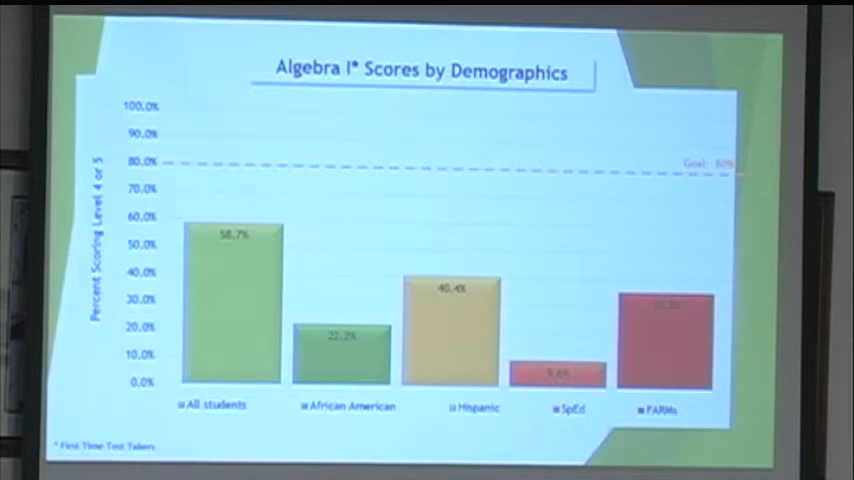 Algebra I* Scores by Demographics
100.0%
90.0%
80.0%
Goal: 80%
70.0%
60.0%
50.0%
40.0%
30.0%
20.0%
10.0%
0.0%
Percent Scoring Level 4 or 5
58.7%
22.2%
40.4%
9.6%
All students
African American
Hispanic
SpEd
FARMs
* First Time Test Takers